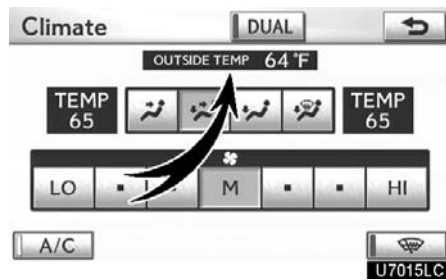 Climate DUAL
OUTSIDE TEMP 64°F
TEMP
65
TEMP
65
LO M HI
A/C
U7015LC